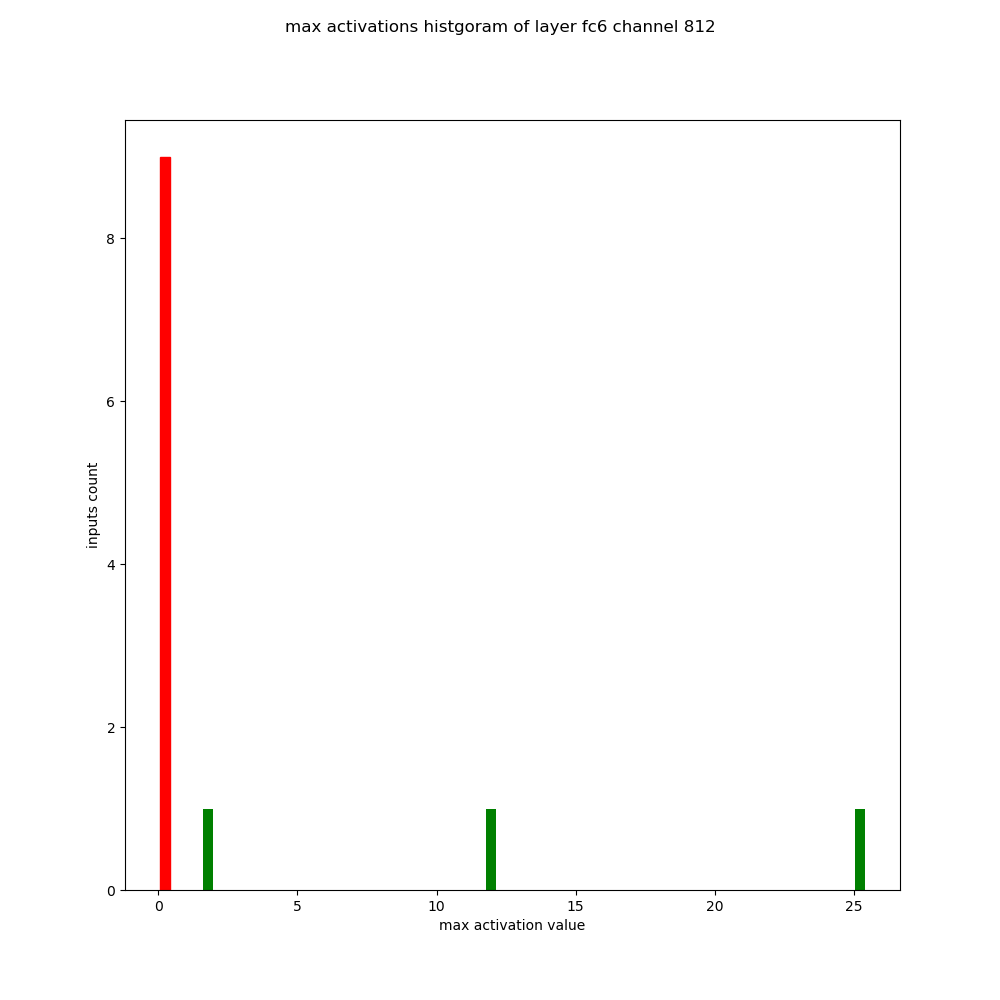 max activations histgoram of layer fc6 channel 812
8
6
4
2
0
inputs count
0 5 10 15 20 25
max activation value